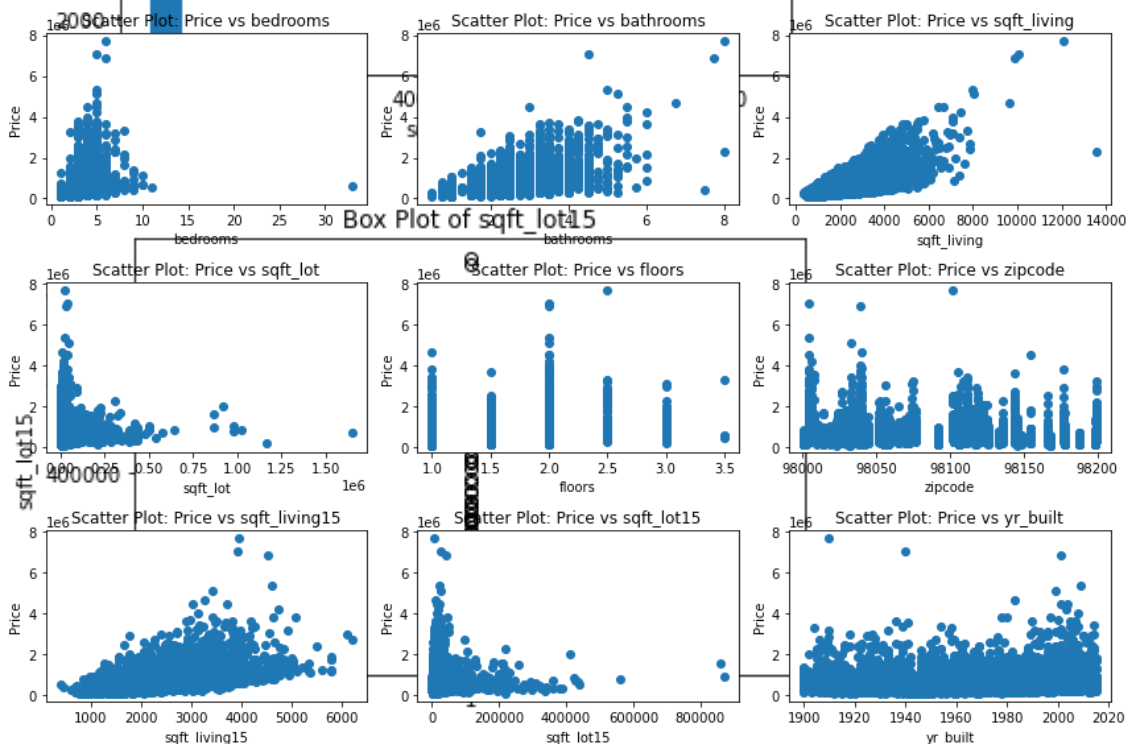 2000
1e6 Scatter Plot: Price vs bedrooms
8
6
4
2
0
Price
0 5 10 15 20 25 30
bedrooms
1e6 Scatter Plot: Price vs bathrooms
8
6
4
2
0
Price
2 4 6 8
bathrooms
1e6 Scatter Plot: Price vs sqft_living
8
6
4
2
0
Price
0 2000 4000 6000 8000 10000 12000 14000
sqft_living
Box Plot of sqft_lot15
1e6 Scatter Plot: Price vs sqft_lot
8
6
4
2
0
Price
0.00 0.25 0.50 0.75 1.00 1.25 1.50
1e6
sqft_lot
1e6 Scatter Plot: Price vs floors
8
6
4
2
0
Price
1.0 1.5 2.0 2.5 3.0 3.5
floors
1e6 Scatter Plot: Price vs zipcode
8
6
4
2
0
Price
98000 98050 98100 98150 98200
zipcode
sqft_lot15
400000
1e6 Scatter Plot: Price vs sqft_living15
8
6
4
2
0
Price
1000 2000 3000 4000 5000 6000
sqft_living15
1e6 Scatter Plot: Price vs sqft_lot15
8
6
4
2
0
Price
0 200000 400000 600000 800000
sqft_lot15
1e6 Scatter Plot: Price vs yr_built
8
6
4
2
0
Price
1900 1920 1940 1960 1980 2000 2020
yr_built